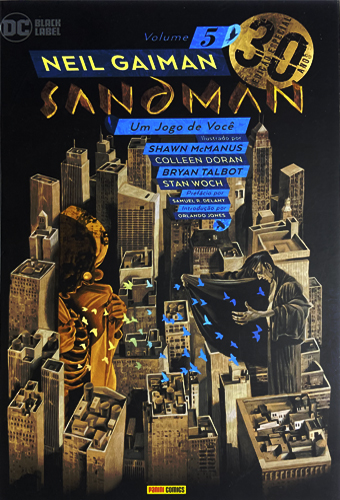 DC BLACK LABEL
Volume 5
30 ANOS
NEIL GAIMAN
SANDMAN
Um Jogo de Você
Ilustrado por
SHAWN McMANUS
COLLEEN DORAN
BRYAN TALBOT
STAN WOCH
Prefácio por
SAMUEL R. DELANY
Introdução por
ORLANDO JONES
PANINI COMICS